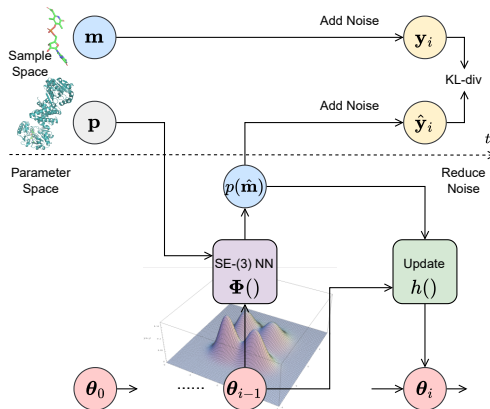 m
Add Noise
y_i
Sample
Space
KL-div
p
Add Noise
ŷ_i
t
Parameter
Space
p(m̂)
Reduce
Noise
SE-(3) NN
Φ()
Update
h()
θ_0
......
θ_{i−1}
θ_i